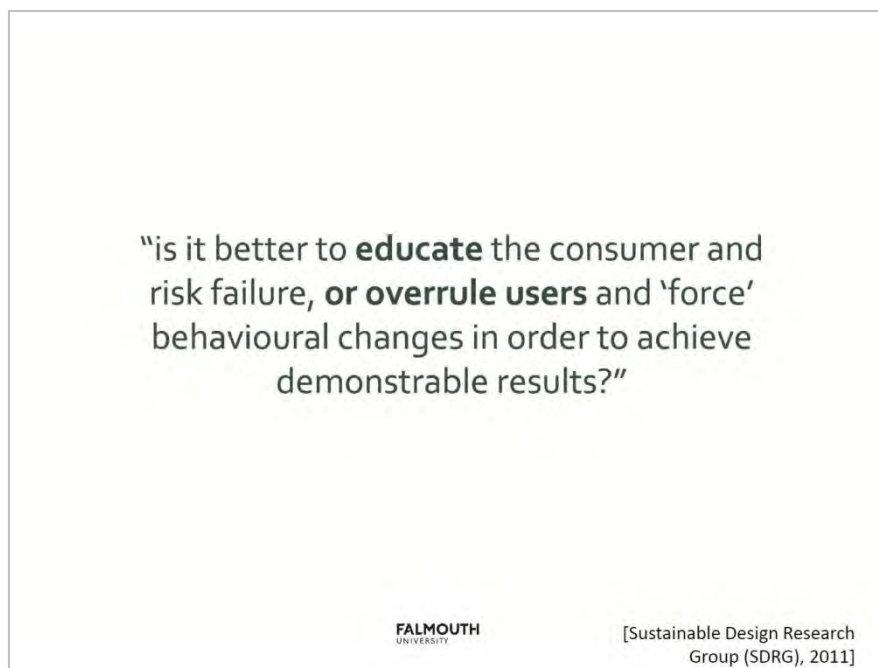 “is it better to educate the consumer and
risk failure, or overrule users and ‘force’
behavioural changes in order to achieve
demonstrable results?”
FALMOUTH
UNIVERSITY
[Sustainable Design Research
Group (SDRG), 2011]